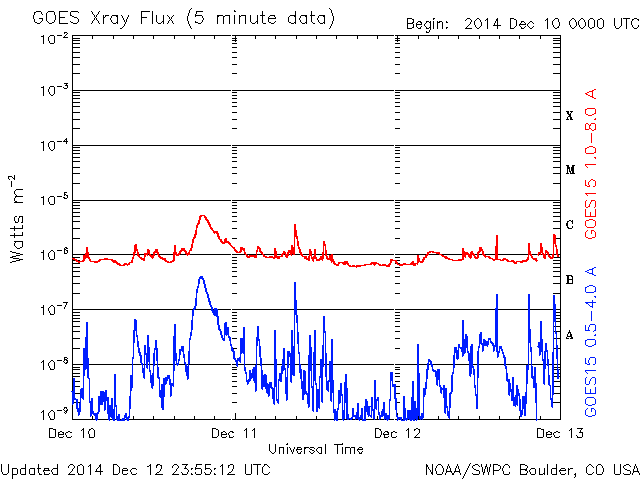 GOES Xray Flux (5 minute data)
Begin: 2014 Dec 10 0000 UTC
10-2
10-3
10-4
10-5
10-6
10-7
10-8
10-9
Watts m-2
X
M
C
B
A
GOES15 1.0-8.0 A
GOES15 0.5-4.0 A
Dec 10 Dec 11 Dec 12 Dec 13
Universal Time
Updated 2014 Dec 12 23:55:12 UTC
NOAA/SWPC Boulder, CO USA